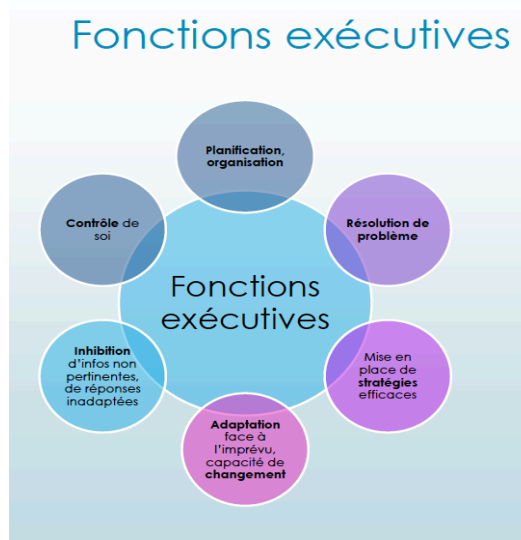 Fonctions exécutives
Planification,
organisation
Résolution de
problème
Mise en
place de
stratégies
efficaces
Adaptation
face à
l'imprévu,
capacité de
changement
Inhibition
d'infos non
pertinentes,
de réponses
inadaptées
Contrôle de
soi
Fonctions
exécutives